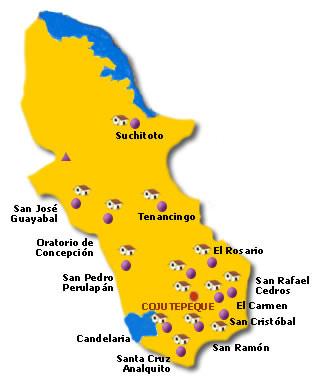 Suchitoto
San José
Guayabal
Tenancingo
Oratorio de
Concepción
El Rosario
San Pedro
Perulapán
San Rafael
Cedros
COJUTEPEQUE
El Carmen
San Cristóbal
Candelaria
San Ramón
Santa Cruz
Analquito